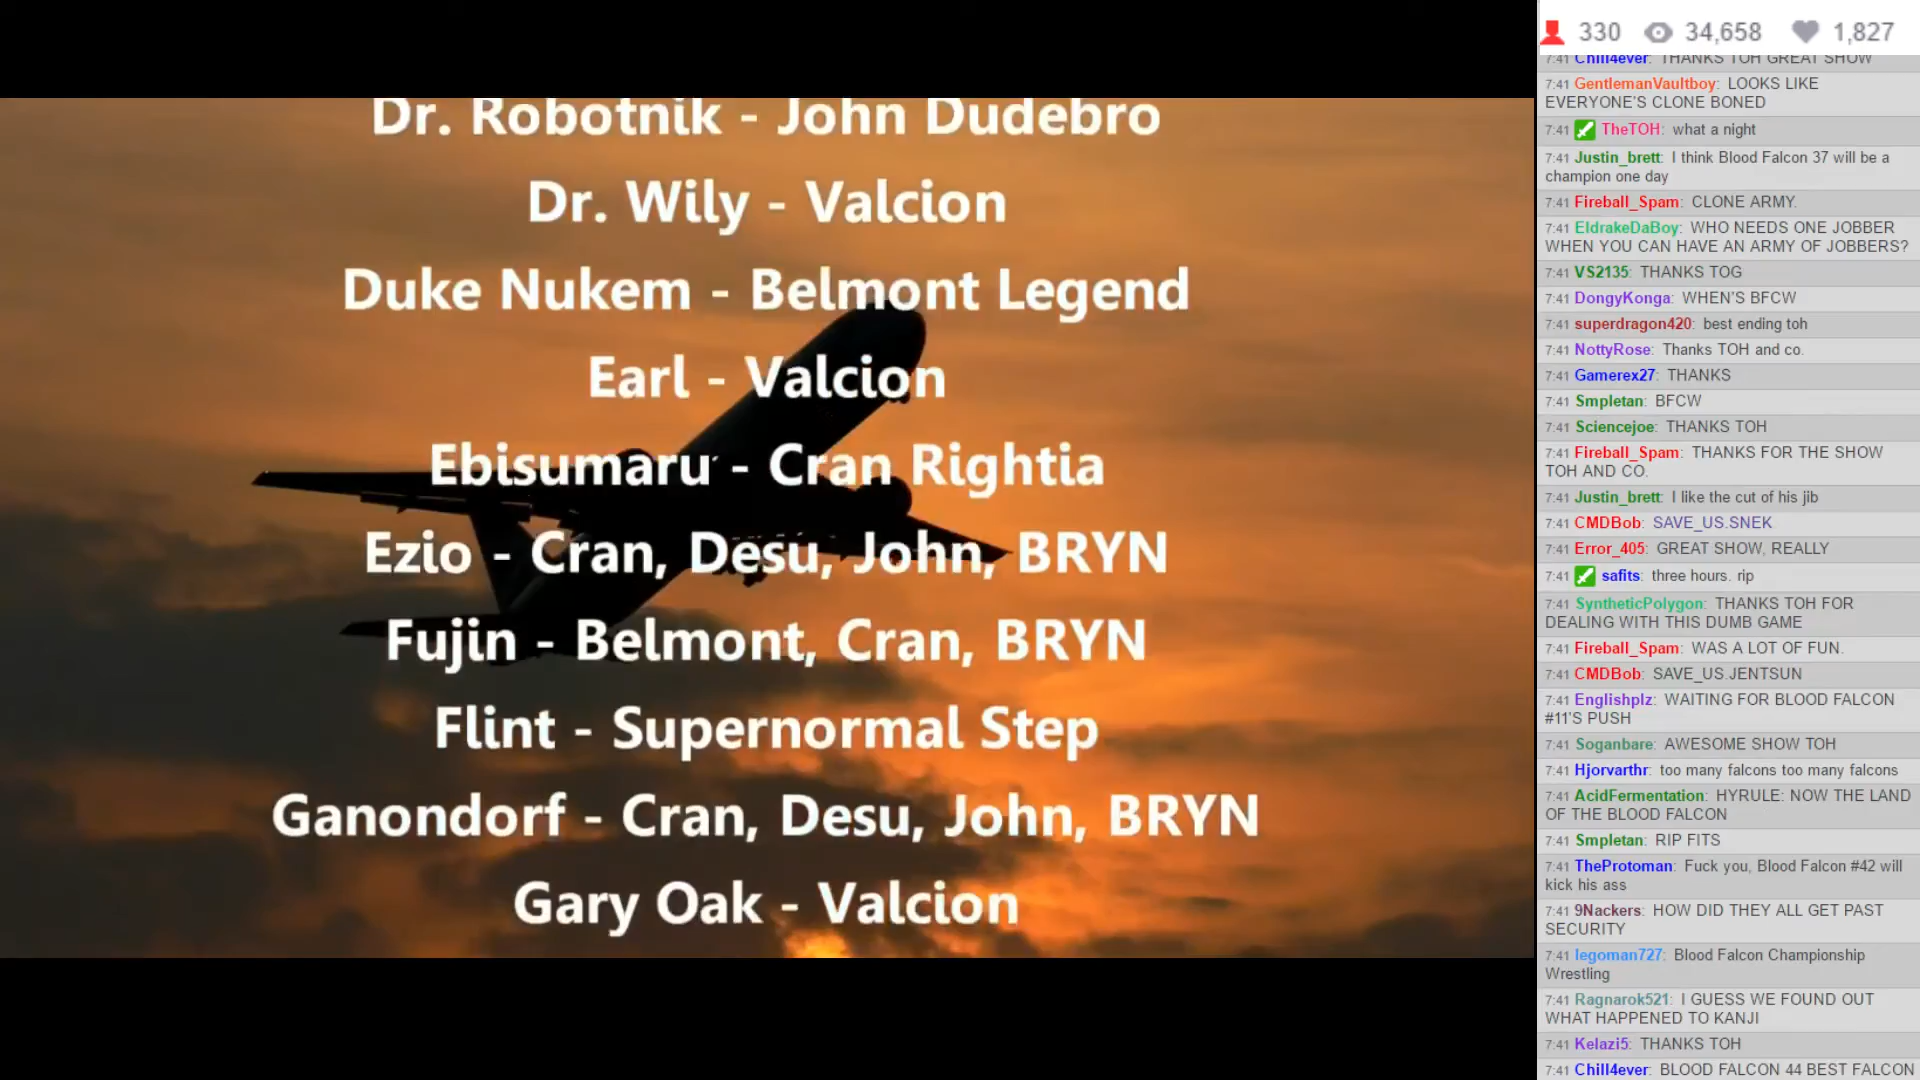 Dr. Robotnik - John Dudebro
Dr. Wily - Valcion
Duke Nukem - Belmont Legend
Earl - Valcion
Ebisumaru - Cran Rightia
Ezio - Cran, Desu, John, BRYN
Fujin - Belmont, Cran, BRYN
Flint - Supernormal Step
Ganondorf - Cran, Desu, John, BRYN
Gary Oak - Valcion
330 34,658 1,827
7:41 Chill4ever: THANKS TOH GREAT SHOW
7:41 GentlemanVaultboy: LOOKS LIKE
EVERYONE'S CLONE BONED
7:41 TheTOH: what a night
7:41 Justin_brett: I think Blood Falcon 37 will be a
champion one day
7:41 Fireball_Spam: CLONE ARMY.
7:41 EldrakeDaBoy: WHO NEEDS ONE JOBBER
WHEN YOU CAN HAVE AN ARMY OF JOBBERS?
7:41 VS2135: THANKS TOG
7:41 DongyKonga: WHEN'S BFCW
7:41 superdragon420: best ending toh
7:41 NottyRose: Thanks TOH and co.
7:41 Gamerex27: THANKS
7:41 Smpletan: BFCW
7:41 Sciencejoe: THANKS TOH
7:41 Fireball_Spam: THANKS FOR THE SHOW
TOH AND CO.
7:41 Justin_brett: I like the cut of his jib
7:41 CMDBob: SAVE_US.SNEK
7:41 Error_405: GREAT SHOW, REALLY
7:41 safits: three hours. rip
7:41 SyntheticPolygon: THANKS TOH FOR
DEALING WITH THIS DUMB GAME
7:41 Fireball_Spam: WAS A LOT OF FUN.
7:41 CMDBob: SAVE_US.JENTSUN
7:41 Englishplz: WAITING FOR BLOOD FALCON
#11'S PUSH
7:41 Soganbare: AWESOME SHOW TOH
7:41 Hjorvarthr: too many falcons too many falcons
7:41 AcidFermentation: HYRULE: NOW THE LAND
OF THE BLOOD FALCON
7:41 Smpletan: RIP FITS
7:41 TheProtoman: Fuck you, Blood Falcon #42 will
kick his ass
7:41 9Nackers: HOW DID THEY ALL GET PAST
SECURITY
7:41 legoman727: Blood Falcon Championship
Wrestling
7:41 Ragnarok521: I GUESS WE FOUND OUT
WHAT HAPPENED TO KANJI
7:41 Kelazi5: THANKS TOH
7:41 Chill4ever: BLOOD FALCON 44 BEST FALCON